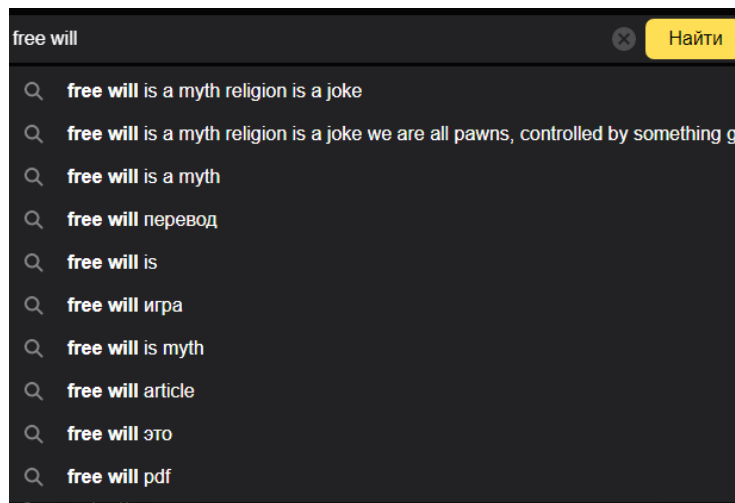 free will
Найти
free will is a myth religion is a joke
free will is a myth religion is a joke we are all pawns, controlled by something g
free will is a myth
free will перевод
free will is
free will игра
free will is myth
free will article
free will это
free will pdf